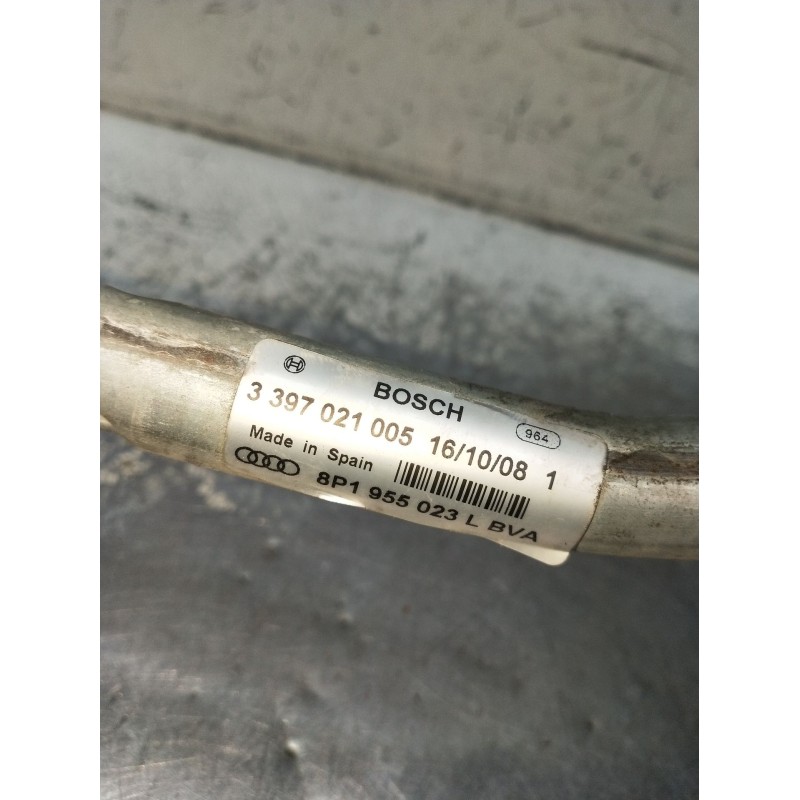 BOSCH
3 397 021 005 16/10/08 1
964
Made in Spain
8P1 955 023 L BVA